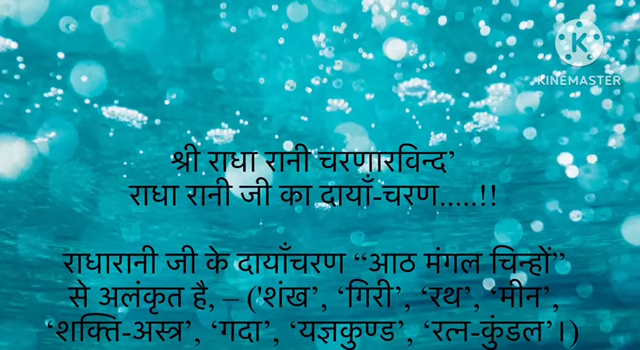 K
KINEMASTER
श्री राधा रानी चरणारविन्द’
राधा रानी जी का दायाँ-चरण.....!!
राधारानी जी के दायाँचरण “आठ मंगल चिन्हों”
से अलंकृत है, – ('शंख’, ‘गिरी’, ‘रथ’, ‘मीन’,
‘शक्ति-अस्त्र’, ‘गदा’, ‘यज्ञकुण्ड’, ‘रत्न-कुंडल’।)